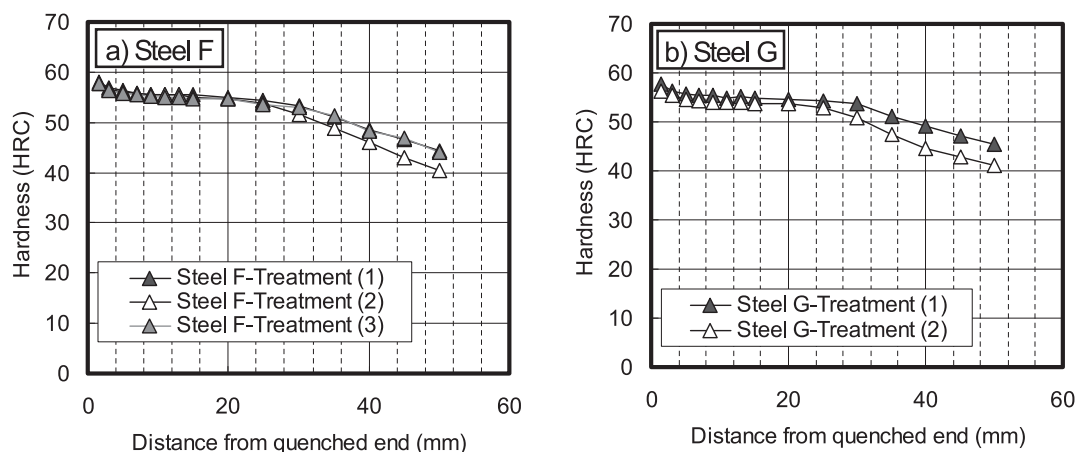 a) Steel F
Hardness (HRC)
70
60
50
40
30
20
10
0
Steel F-Treatment (1)
Steel F-Treatment (2)
Steel F-Treatment (3)
0 20 40 60
Distance from quenched end (mm)
b) Steel G
Hardness (HRC)
70
60
50
40
30
20
10
0
Steel G-Treatment (1)
Steel G-Treatment (2)
0 20 40 60
Distance from quenched end (mm)